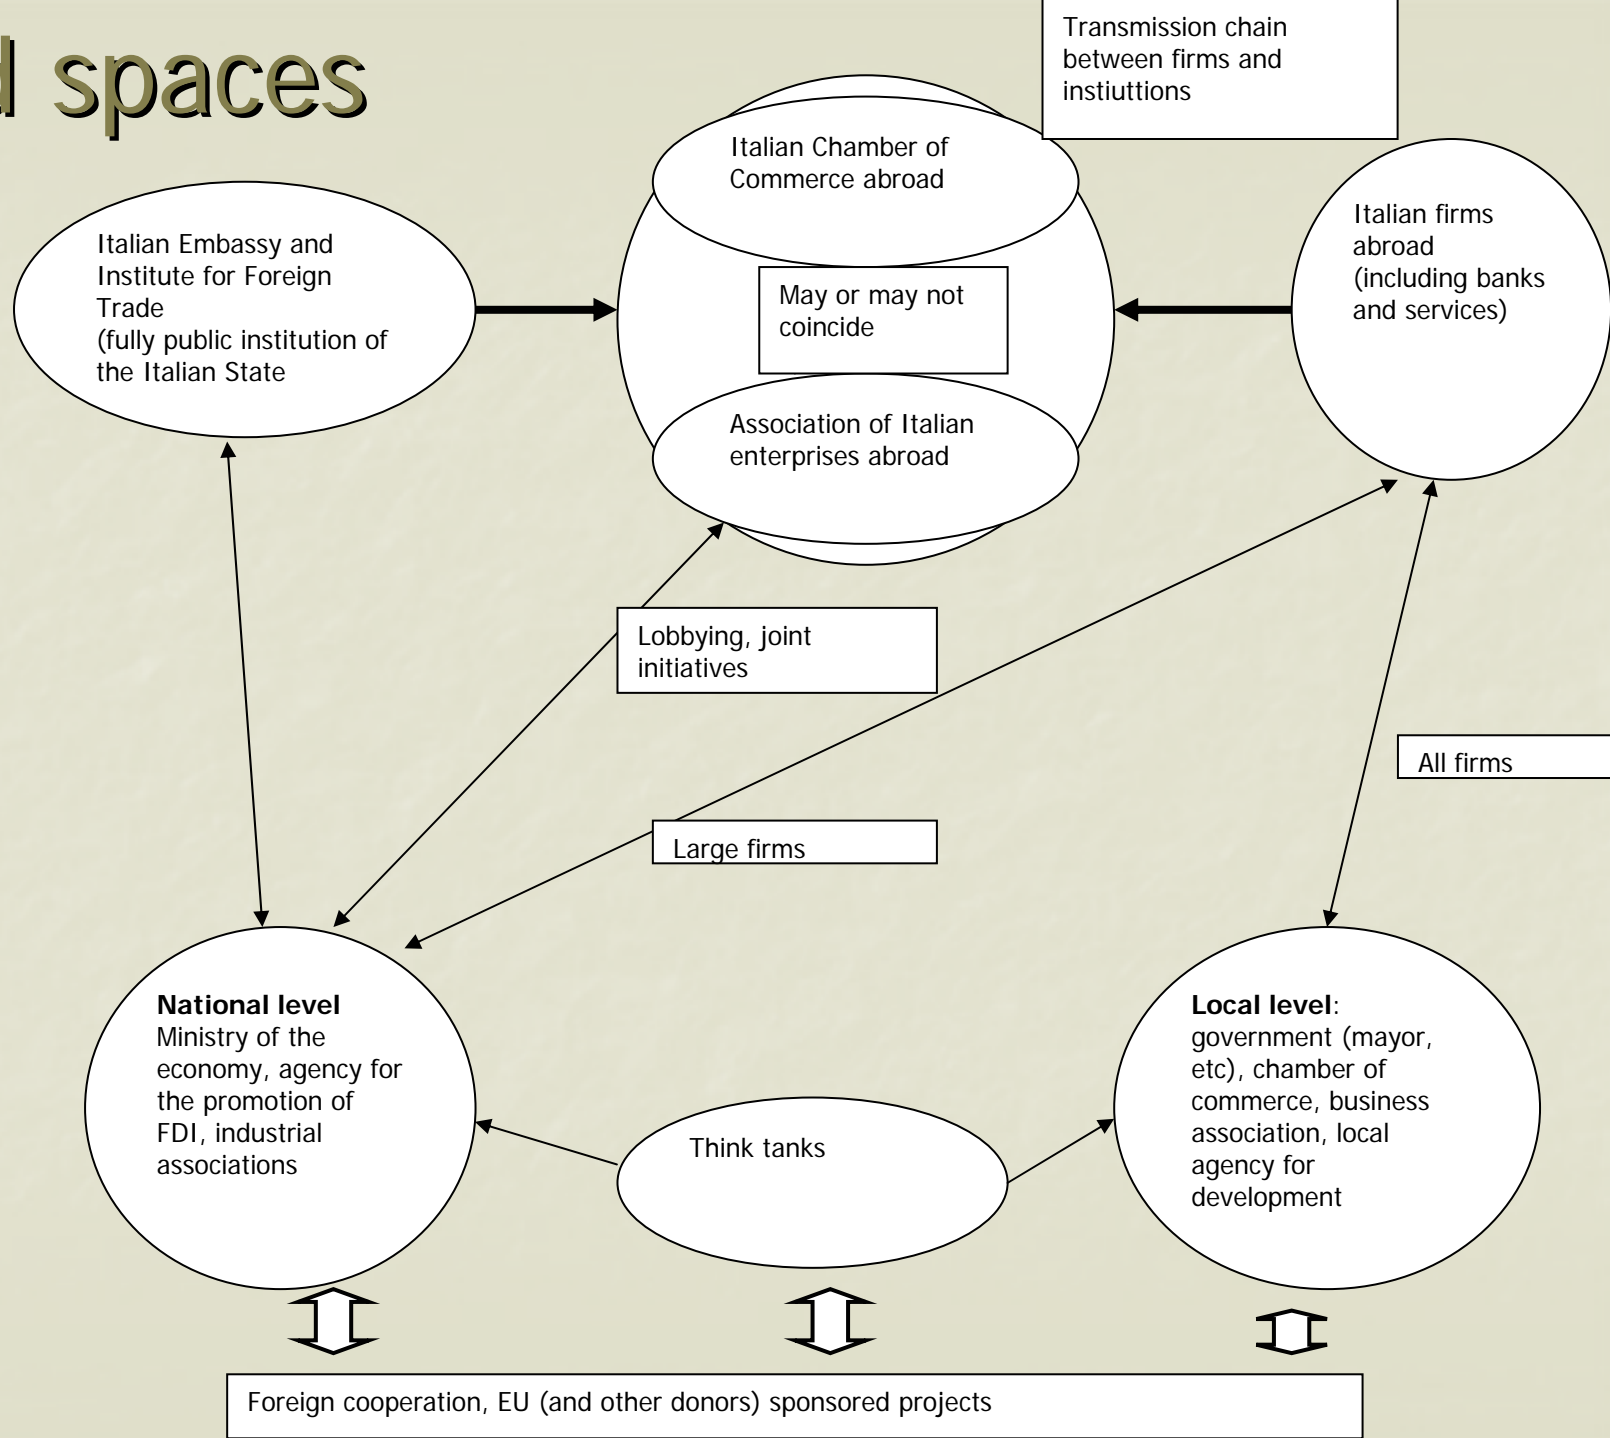 spaces
Transmission chain
between firms and
instiuttions
Italian Chamber of
Commerce abroad
Italian Embassy and
Institute for Foreign
Trade
(fully public institution of
the Italian State
May or may not
coincide
Italian firms
abroad
(including banks
and services)
Association of Italian
enterprises abroad
Lobbying, joint
initiatives
All firms
Large firms
National level
Ministry of the
economy, agency for
the promotion of
FDI, industrial
associations
Think tanks
Local level:
government (mayor,
etc), chamber of
commerce, business
association, local
agency for
development
Foreign cooperation, EU (and other donors) sponsored projects